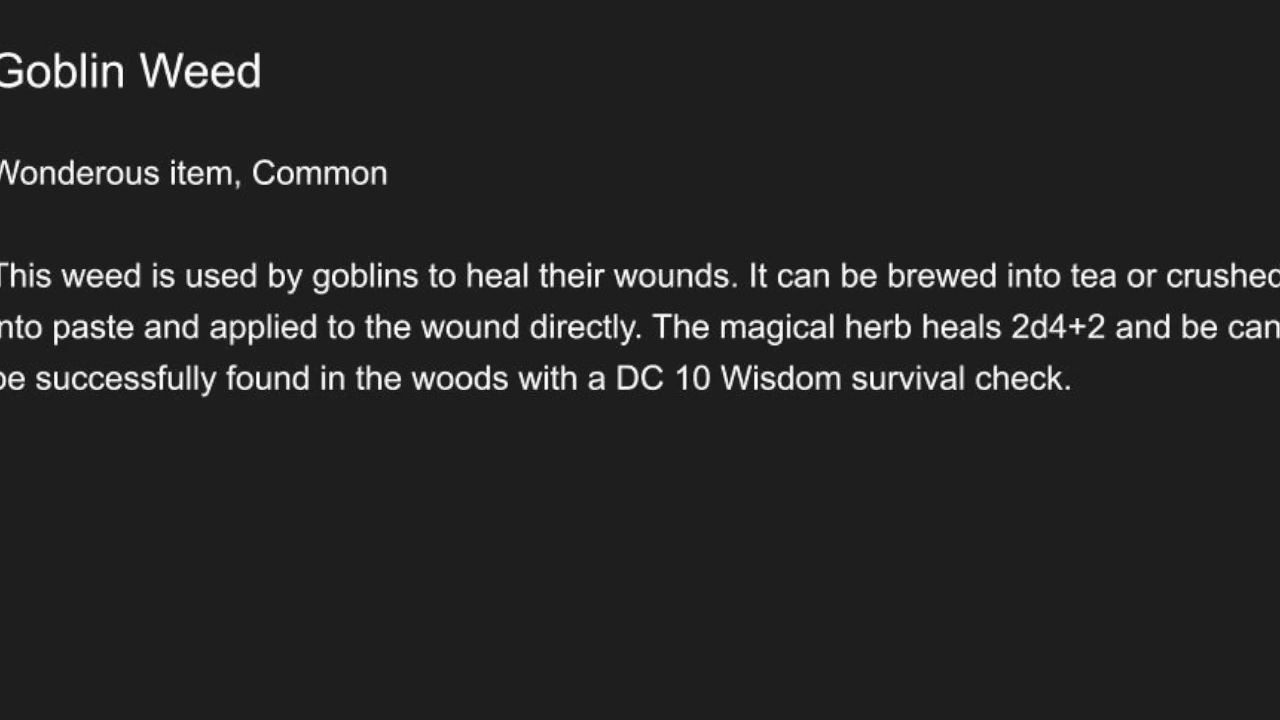 Goblin Weed
Wonderous item, Common
This weed is used by goblins to heal their wounds. It can be brewed into tea or crushed
into paste and applied to the wound directly. The magical herb heals 2d4+2 and be can
be successfully found in the woods with a DC 10 Wisdom survival check.